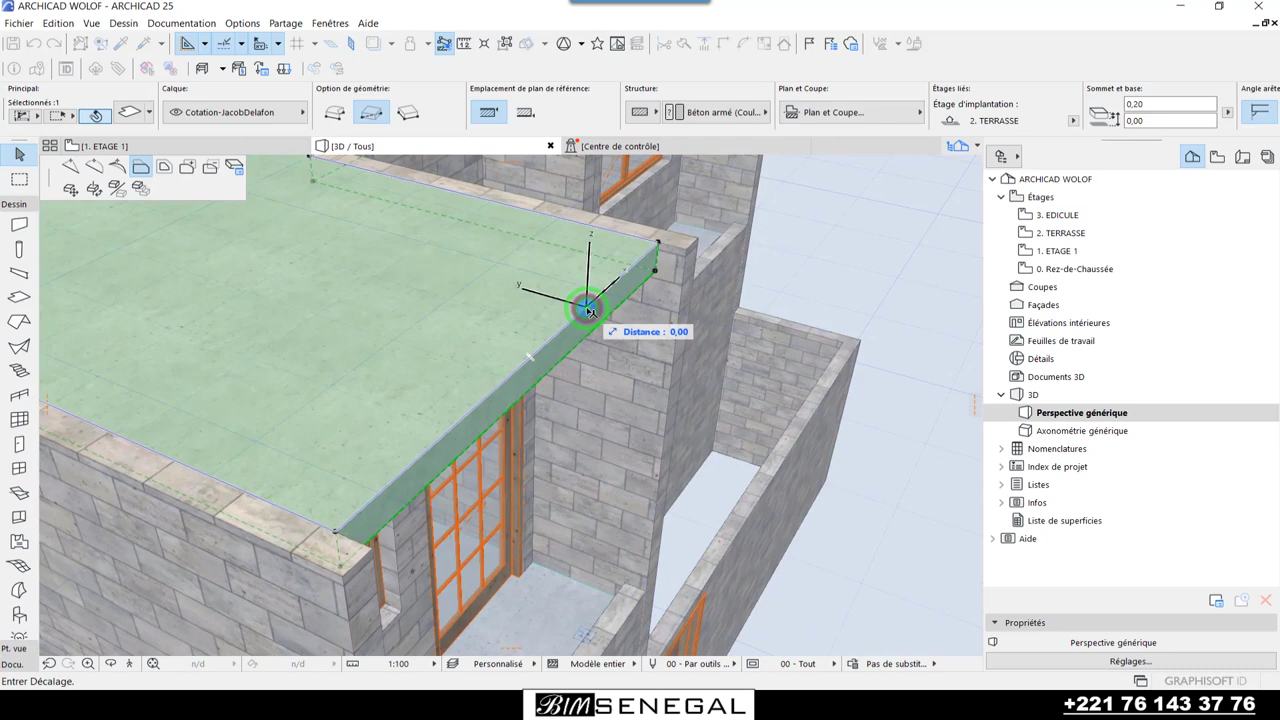 ARCHICAD WOLOF - ARCHICAD 25
Fichier Edition Vue Dessin Documentation Options Partage Fenêtres Aide
Principal: Option de géométrie: Emplacement de plan de référence: Structure: Plan et Coupe: Etages liés: Sommet et base: Angle arête
Sélectionnés :1
Calque:
Cotation-JacobDelafon
Béton armé (Coul...
Plan et Coupe...
Étage d'implantation :
2. TERRASSE
0,20
0,00
[1. ETAGE 1]
[3D / Tous]
[Centre de contrôle]
Dessin
z
y
Distance : 0,00
ARCHICAD WOLOF
Étages
3. EDICULE
2. TERRASSE
1. ETAGE 1
0. Rez-de-Chaussée
Coupes
Façades
Élévations intérieures
Feuilles de travail
Détails
Documents 3D
3D
Perspective générique
Axonométrie générique
Nomenclatures
Index de projet
Listes
Infos
Liste de superficies
Aide
Propriétés
Perspective générique
Réglages...
Pt. vue
Docu.
n/d
n/d
1:100
Personnalisé
Modèle entier
00 - Par outils ...
00 - Tout
Pas de substit...
Entrer Décalage.
GRAPHISOFT ID
BIMSENEGAL
+221 76 143 37 76